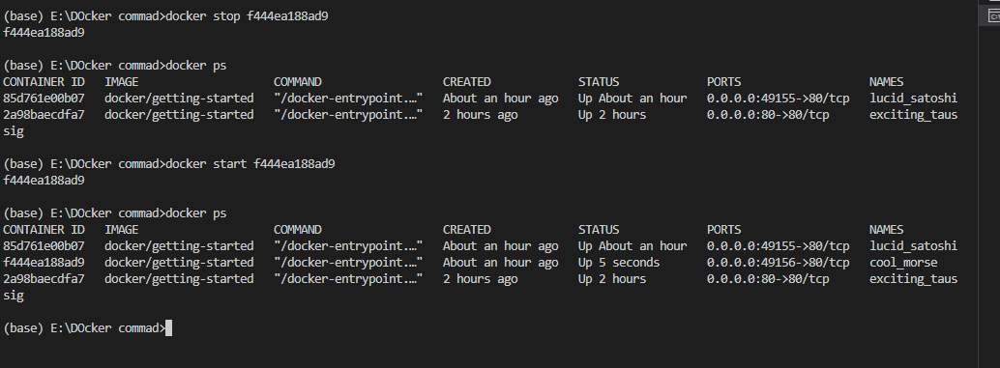 (base) E:\DOcker commad>docker stop f444ea188ad9
f444ea188ad9
(base) E:\DOcker commad>docker ps
CONTAINER ID   IMAGE                    COMMAND                  CREATED             STATUS             PORTS                   NAMES
85d761e00b07   docker/getting-started   "/docker-entrypoint.…"   About an hour ago   Up About an hour   0.0.0.0:49155->80/tcp   lucid_satoshi
2a98baecdfa7   docker/getting-started   "/docker-entrypoint.…"   2 hours ago         Up 2 hours         0.0.0.0:80->80/tcp      exciting_taus
sig
(base) E:\DOcker commad>docker start f444ea188ad9
f444ea188ad9
(base) E:\DOcker commad>docker ps
CONTAINER ID   IMAGE                    COMMAND                  CREATED             STATUS             PORTS                   NAMES
85d761e00b07   docker/getting-started   "/docker-entrypoint.…"   About an hour ago   Up About an hour   0.0.0.0:49155->80/tcp   lucid_satoshi
f444ea188ad9   docker/getting-started   "/docker-entrypoint.…"   About an hour ago   Up 5 seconds       0.0.0.0:49156->80/tcp   cool_morse
2a98baecdfa7   docker/getting-started   "/docker-entrypoint.…"   2 hours ago         Up 2 hours         0.0.0.0:80->80/tcp      exciting_taus
sig
(base) E:\DOcker commad>